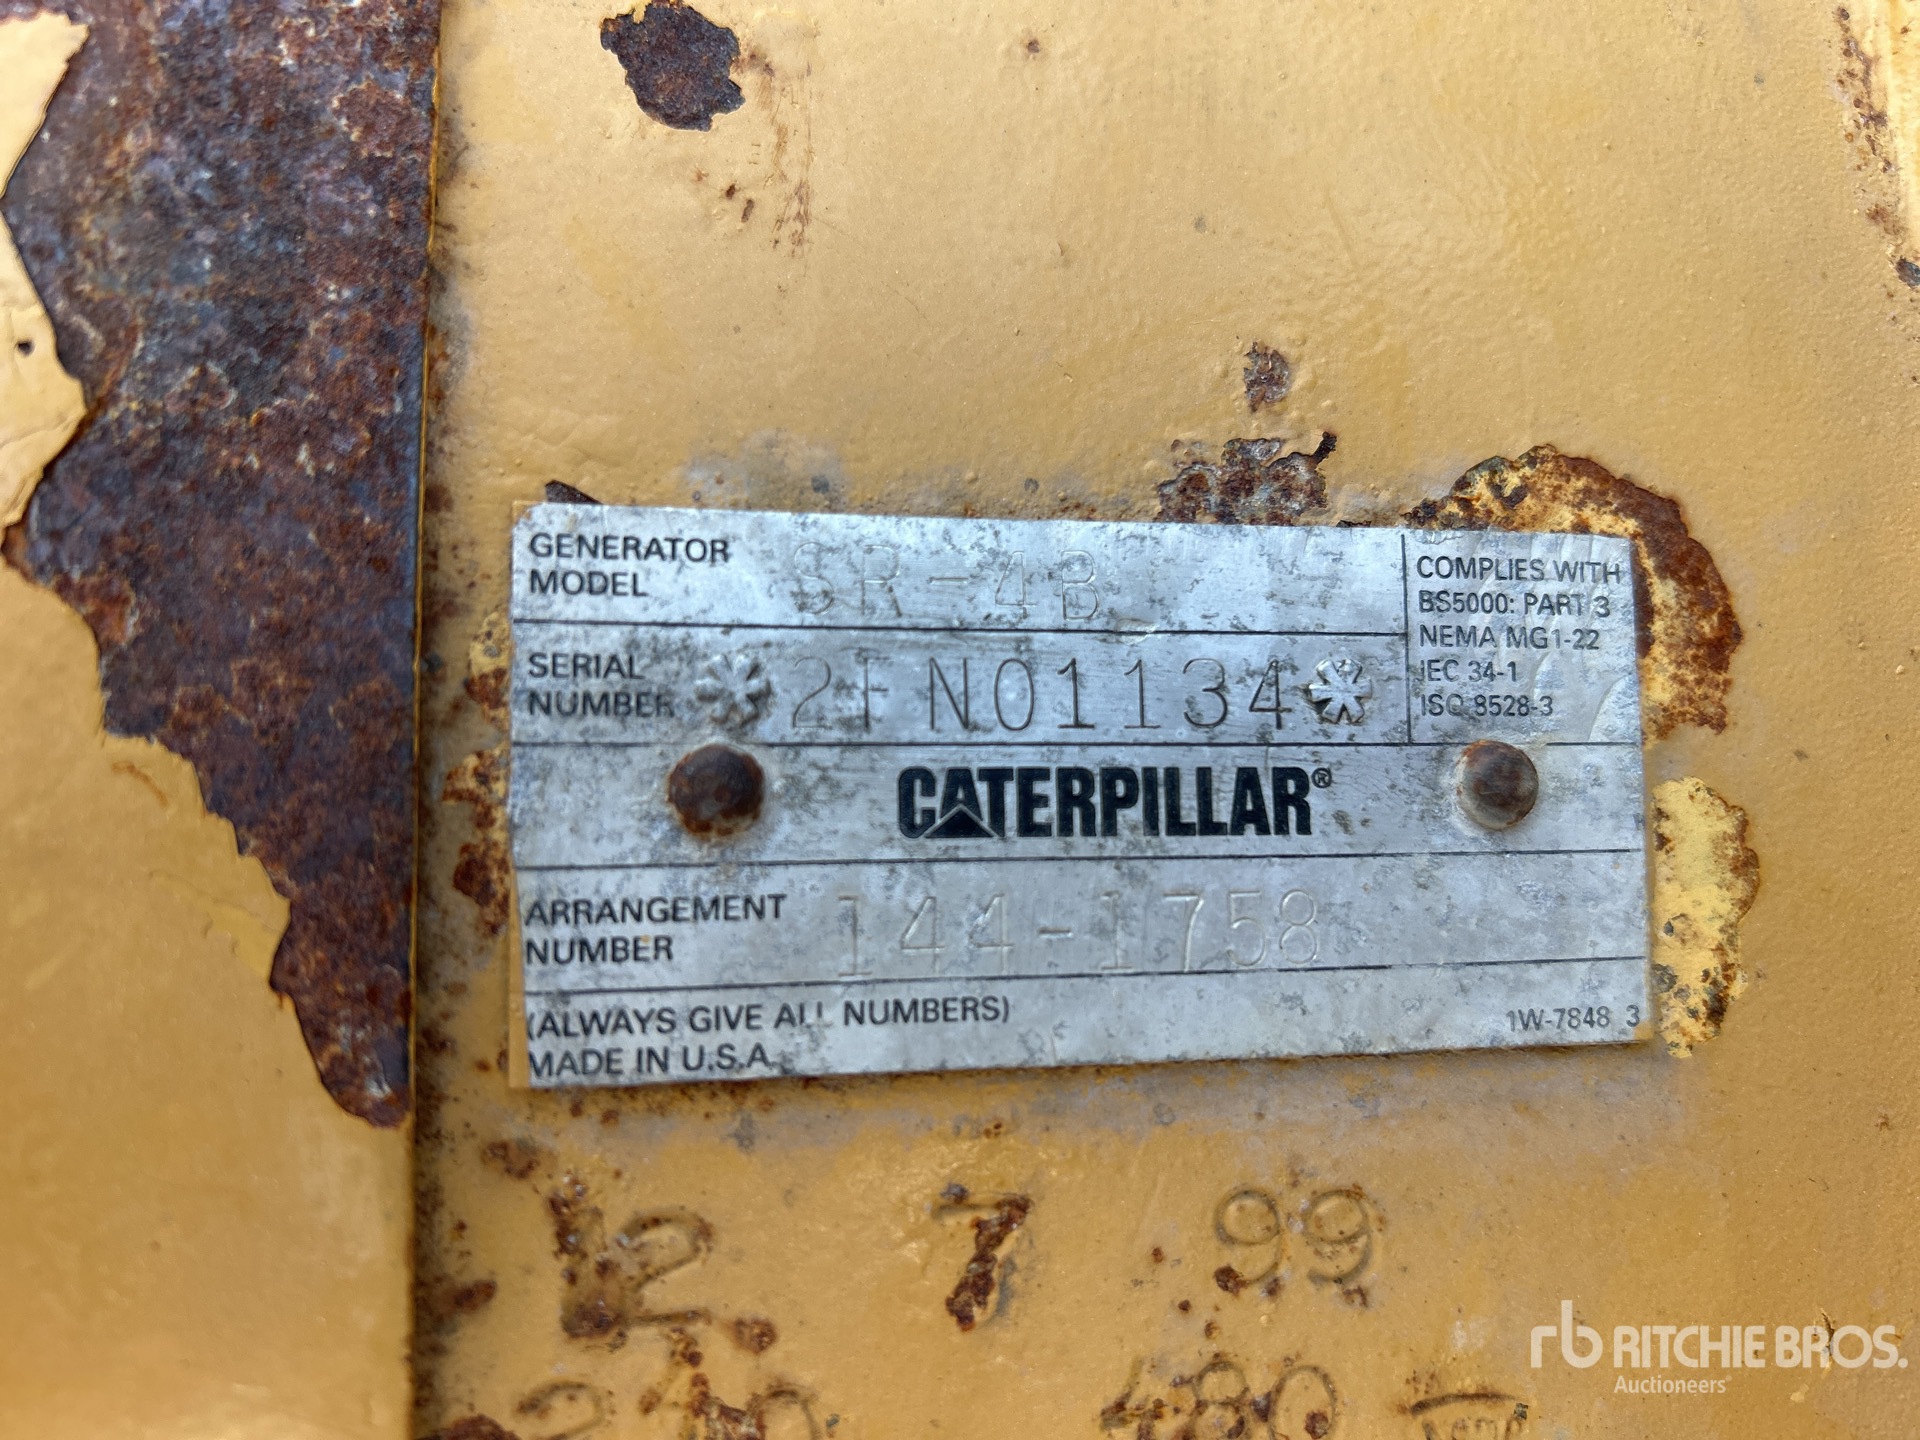 GENERATOR MODEL SR-4B
SERIAL NUMBER *2FN01134*
COMPLIES WITH
BS5000: PART 3
NEMA MG1-22
IEC 34-1
ISO 8528-3
CATERPILLAR®
ARRANGEMENT NUMBER 144-1758
(ALWAYS GIVE ALL NUMBERS)
MADE IN U.S.A.
1W-7848 3
12 7 99
480
rb RITCHIE BROS.
Auctioneers